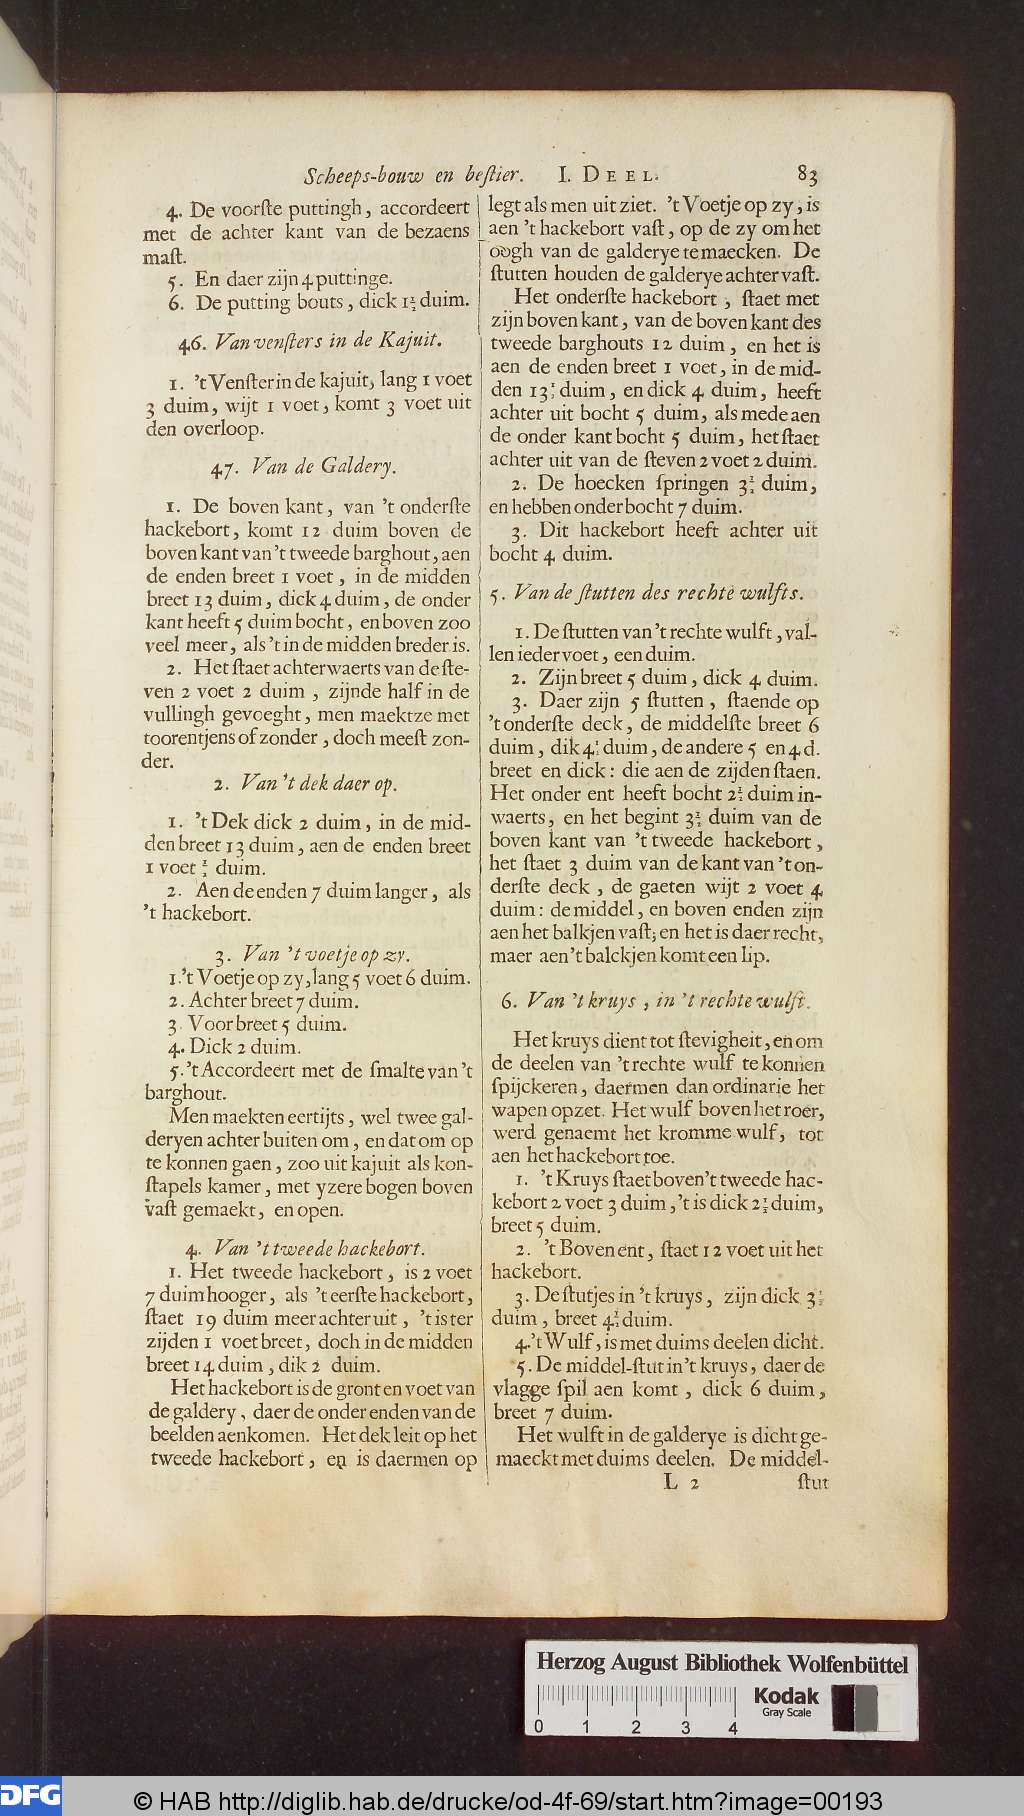 Scheeps-bouw en beſtier. I. DEEL. 83
4. De voorſte puttingh, accordeert
met de achter kant van de bezaens
maſt.
5. En daer zijn 4 puttinge.
6. De putting bouts, dick 1½ duim.
46. Van venſters in de Kajuit.
1. 't Venſter in de kajuit, lang 1 voet
3 duim, wijt 1 voet, komt 3 voet uit
den overloop.
47. Van de Galdery.
1. De boven kant, van 't onderſte
hackebort, komt 12 duim boven de
boven kant van 't tweede barghout, aen
de enden breet 1 voet, in de midden
breet 13 duim, dick 4 duim, de onder
kant heeft 5 duim bocht, en boven zoo
veel meer, als 't in de midden breder is.
2. Het ſtaet achterwaerts van de ſte-
ven 2 voet 2 duim, zijnde half in de
vullingh gevoeght, men maektze met
toorentjens of zonder, doch meeſt zon-
der.
2. Van 't dek daer op.
1. 't Dek dick 2 duim, in de mid-
den breet 13 duim, aen de enden breet
1 voet ½ duim.
2. Aen de enden 7 duim langer, als
't hackebort.
3. Van 't voetje op zy.
1. 't Voetje op zy, lang 5 voet 6 duim.
2. Achter breet 7 duim.
3. Voor breet 5 duim.
4. Dick 2 duim.
5. 't Accordeert met de ſmalte van 't
barghout.
Men maekten eertijts, wel twee gal-
deryen achter buiten om, en dat om op
te konnen gaen, zoo uit kajuit als kon-
ſtapels kamer, met yzere bogen boven
vaſt gemaekt, en open.
4. Van 't tweede hackebort.
1. Het tweede hackebort, is 2 voet
7 duim hooger, als 't eerſte hackebort,
ſtaet 19 duim meer achter uit, 't is ter
zijden 1 voet breet, doch in de midden
breet 14 duim, dik 2 duim.
Het hackebort is de gront en voet van
de galdery, daer de onder enden van de
beelden aenkomen. Het dek leit op het
tweede hackebort, en is daermen op
legt als men uit ziet. 't Voetje op zy, is
aen 't hackebort vaſt, op de zy om het
oogh van de galderye te maecken. De
ſtutten houden de galderye achter vaſt.
Het onderſte hackebort, ſtaet met
zijn boven kant, van de boven kant des
tweede barghouts 12 duim, en het is
aen de enden breet 1 voet, in de mid-
den 13½ duim, en dick 4 duim, heeft
achter uit bocht 5 duim, als mede aen
de onder kant bocht 5 duim, het ſtaet
achter uit van de ſteven 2 voet 2 duim.
2. De hoecken ſpringen 3½ duim,
en hebben onder bocht 7 duim.
3. Dit hackebort heeft achter uit
bocht 4 duim.
5. Van de ſtutten des rechte wulfts.
1. De ſtutten van 't rechte wulft, val-
len ieder voet, een duim.
2. Zijn breet 5 duim, dick 4 duim.
3. Daer zijn 5 ſtutten, ſtaende op
't onderſte deck, de middelſte breet 6
duim, dik 4½ duim, de andere 5 en 4 d.
breet en dick: die aen de zijden ſtaen.
Het onder ent heeft bocht 2½ duim in-
waerts, en het begint 3½ duim van de
boven kant van 't tweede hackebort,
het ſtaet 3 duim van de kant van 't on-
derſte deck, de gaeten wijt 2 voet 4
duim: de middel, en boven enden zijn
aen het balkjen vaſt; en het is daer recht,
maer aen 't balckjen komt een lip.
6. Van 't kruys, in 't rechte wulft.
Het kruys dient tot ſtevigheit, en om
de deelen van 't rechte wulf te konnen
ſpijckeren, daermen dan ordinarie het
wapen opzet. Het wulf boven het roer,
werd genaemt het kromme wulf, tot
aen het hackebort toe.
1. 't Kruys ſtaet boven 't tweede hac-
kebort 2 voet 3 duim, 't is dick 2½ duim,
breet 5 duim.
2. 't Boven ent, ſtaet 12 voet uit het
hackebort.
3. De ſtutjes in 't kruys, zijn dick 3½
duim, breet 4½ duim.
4. 't Wulf, is met duims deelen dicht.
5. De middel-ſtut in 't kruys, daer de
vlagge ſpil aen komt, dick 6 duim,
breet 7 duim.
Het wulft in de galderye is dicht ge-
maeckt met duims deelen. De middel-
L 2 ſtut
Herzog August Bibliothek Wolfenbüttel
Kodak
Gray Scale
0 1 2 3 4
DFG © HAB http://diglib.hab.de/drucke/od-4f-69/start.htm?image=00193